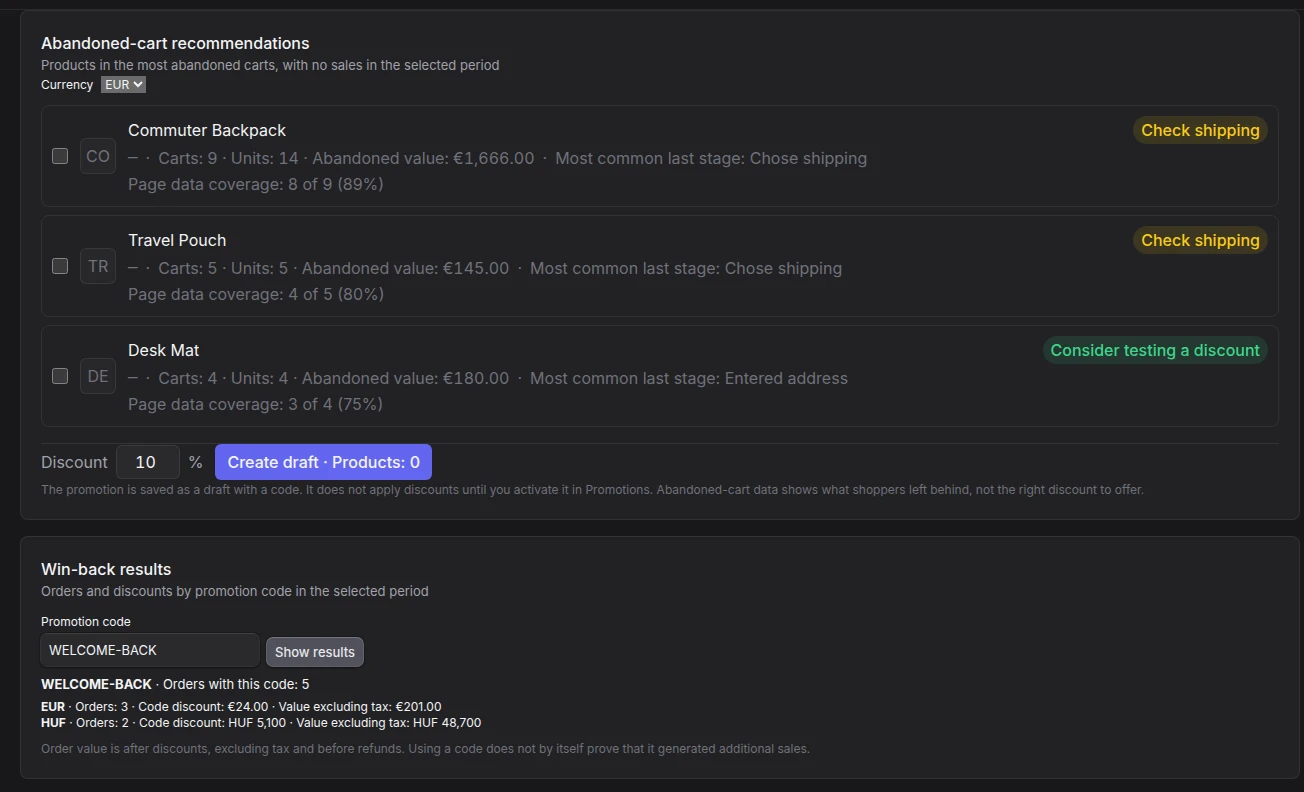 Abandoned-cart recommendations
Products in the most abandoned carts, with no sales in the selected period
Currency EUR
Commuter Backpack
Check shipping
CO
– · Carts: 9 · Units: 14 · Abandoned value: €1,666.00 · Most common last stage: Chose shipping
Page data coverage: 8 of 9 (89%)
Travel Pouch
Check shipping
TR
– · Carts: 5 · Units: 5 · Abandoned value: €145.00 · Most common last stage: Chose shipping
Page data coverage: 4 of 5 (80%)
Desk Mat
Consider testing a discount
DE
– · Carts: 4 · Units: 4 · Abandoned value: €180.00 · Most common last stage: Entered address
Page data coverage: 3 of 4 (75%)
Discount 10 % Create draft · Products: 0
The promotion is saved as a draft with a code. It does not apply discounts until you activate it in Promotions. Abandoned-cart data shows what shoppers left behind, not the right discount to offer.
Win-back results
Orders and discounts by promotion code in the selected period
Promotion code
WELCOME-BACK Show results
WELCOME-BACK · Orders with this code: 5
EUR · Orders: 3 · Code discount: €24.00 · Value excluding tax: €201.00
HUF · Orders: 2 · Code discount: HUF 5,100 · Value excluding tax: HUF 48,700
Order value is after discounts, excluding tax and before refunds. Using a code does not by itself prove that it generated additional sales.